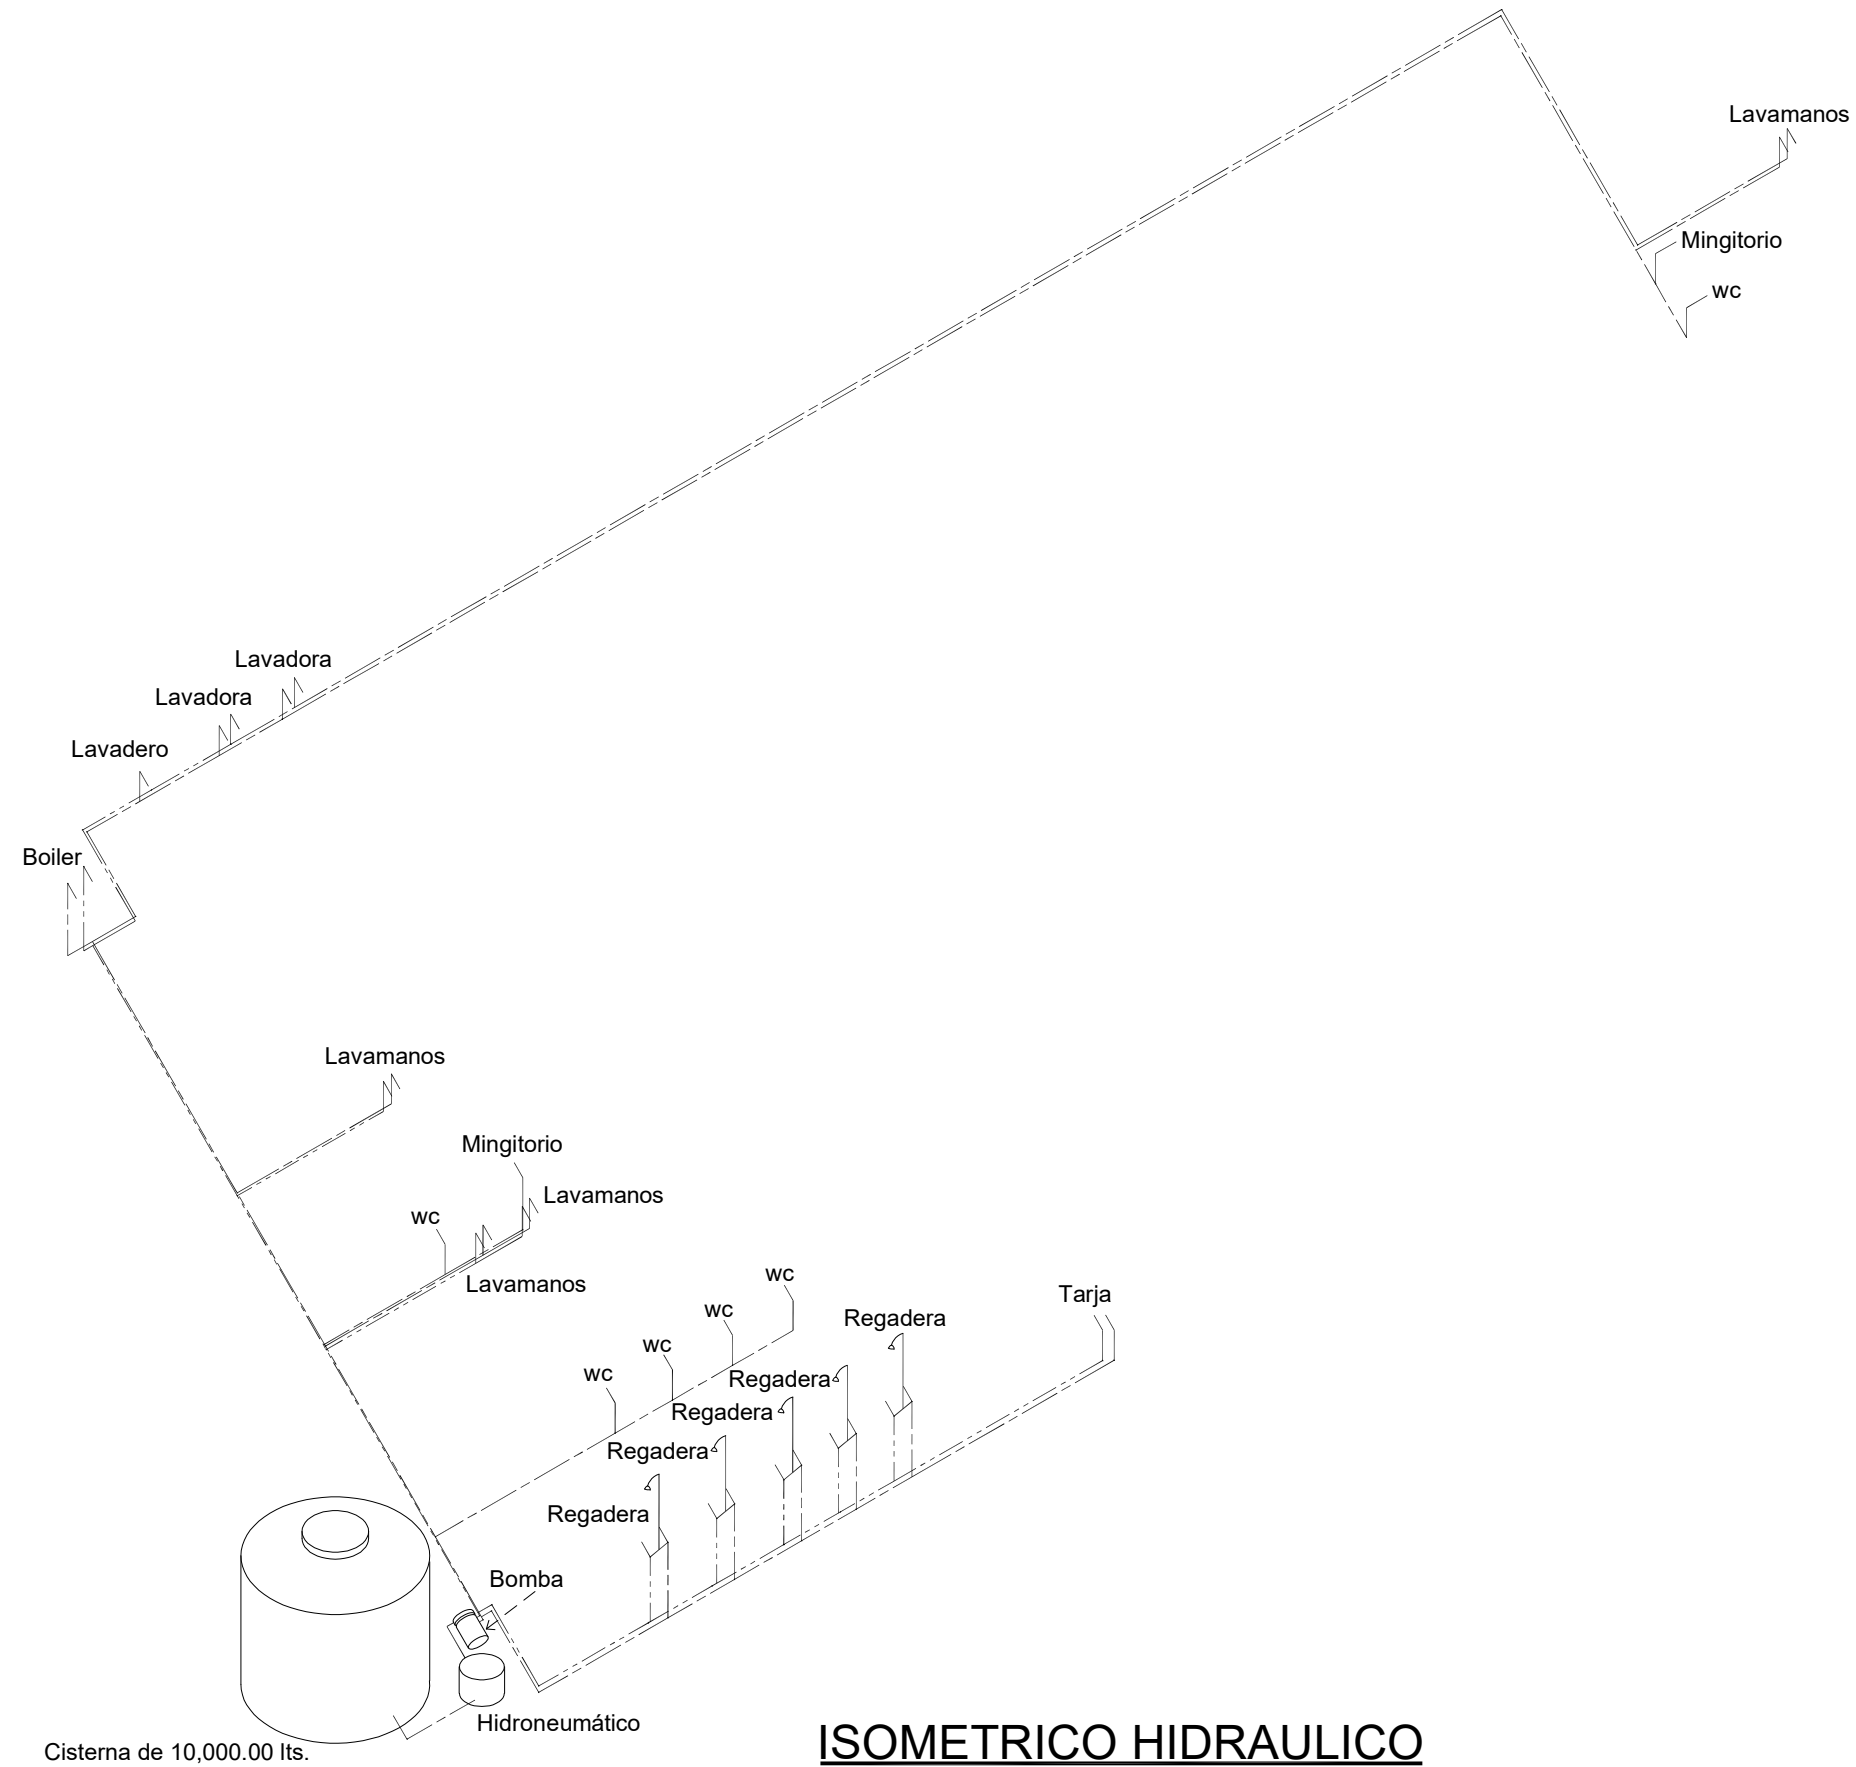 Lavamanos
Mingitorio
wc
Lavadora
Lavadora
Lavadero
Boiler
Lavamanos
Mingitorio
Lavamanos
wc
Lavamanos
wc
wc
wc
wc
Tarja
Regadera
Regadera
Regadera
Regadera
Regadera
Bomba
Hidroneumático
Cisterna de 10,000.00 lts.
ISOMETRICO HIDRAULICO